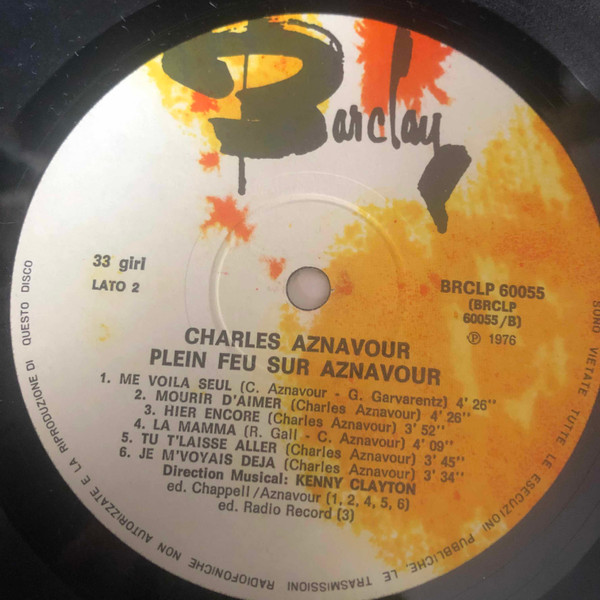 Barclay
33 giri
LATO 2
BRCLP 60055
(BRCLP
60055/B)
℗ 1976
CHARLES AZNAVOUR
PLEIN FEU SUR AZNAVOUR
1. ME VOILA SEUL (C. Aznavour - G. Garvarentz) 4' 26"
2. MOURIR D'AIMER (Charles Aznavour) 4' 26"
3. HIER ENCORE (Charles Aznavour) 3' 52"
4. LA MAMMA (R. Gall - C. Aznavour) 4' 09"
5. TU T'LAISSE ALLER (Charles Aznavour) 3' 45"
6. JE M'VOYAIS DEJA (Charles Aznavour) 3' 34"
Direction Musical: KENNY CLAYTON
ed. Chappell/Aznavour (1, 2, 4, 5, 6)
ed. Radio Record (3)
SONO VIETATE TUTTE LE ESECUZIONI PUBBLICHE, LE TRASMISSIONI RADIOFONICHE NON AUTORIZZATE E LA RIPRODUZIONE DI QUESTO DISCO